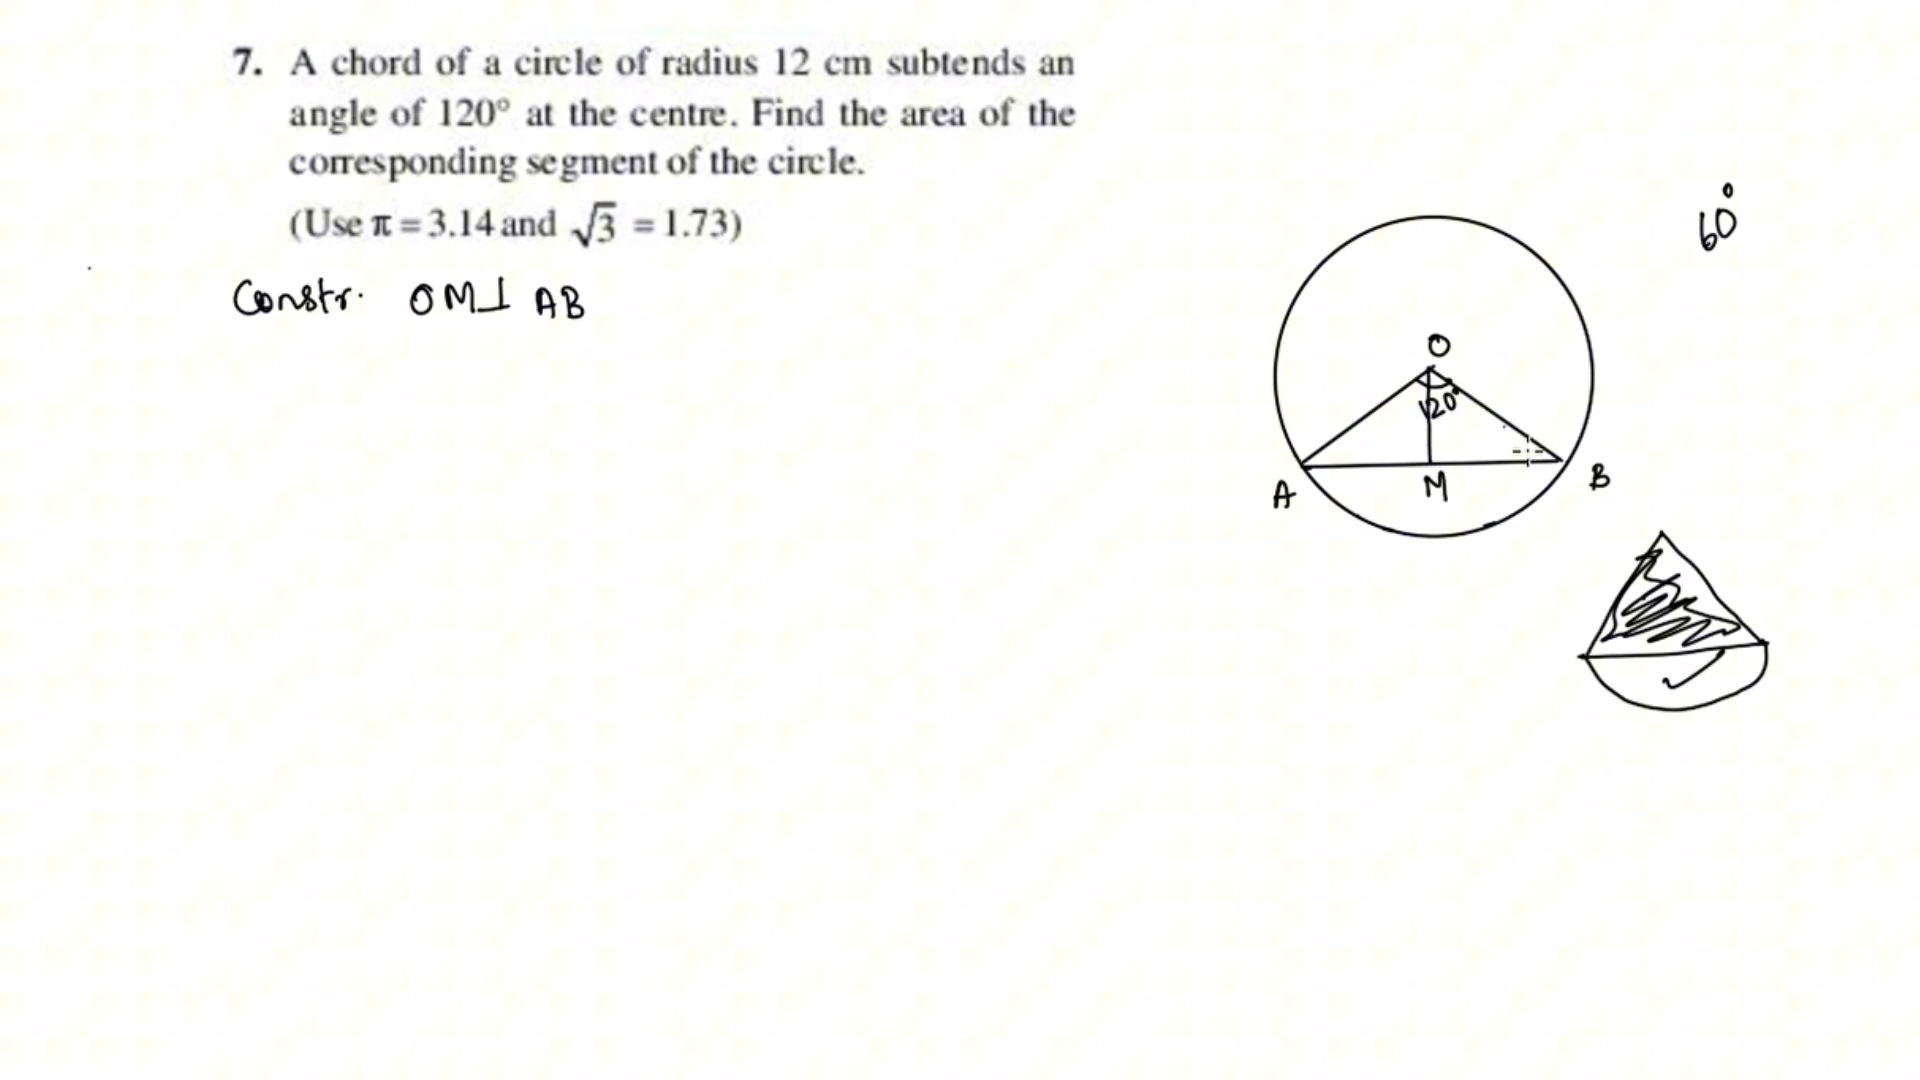 7. A chord of a circle of radius 12 cm subtends an
angle of 120° at the centre. Find the area of the
corresponding segment of the circle.
(Use π = 3.14 and √3 = 1.73)
Constr. OM⊥ AB
60°
O
120°
A
M
B